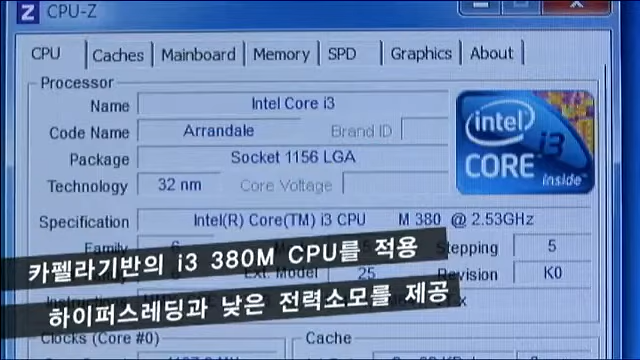 CPU-Z
CPU Caches Mainboard Memory SPD Graphics About
Processor
Name Intel Core i3
Code Name Arrandale Brand ID
Package Socket 1156 LGA
Technology 32 nm Core Voltage
intel CORE i3 inside™
Specification Intel(R) Core(TM) i3 CPU M 380 @ 2.53GHz
Family 6 Stepping 5
카펠라기반의 i3 380M CPU를 적용
Ext. Model 25 Revision K0
하이퍼스레딩과 낮은 전력소모를 제공
Clocks (Core #0) Cache